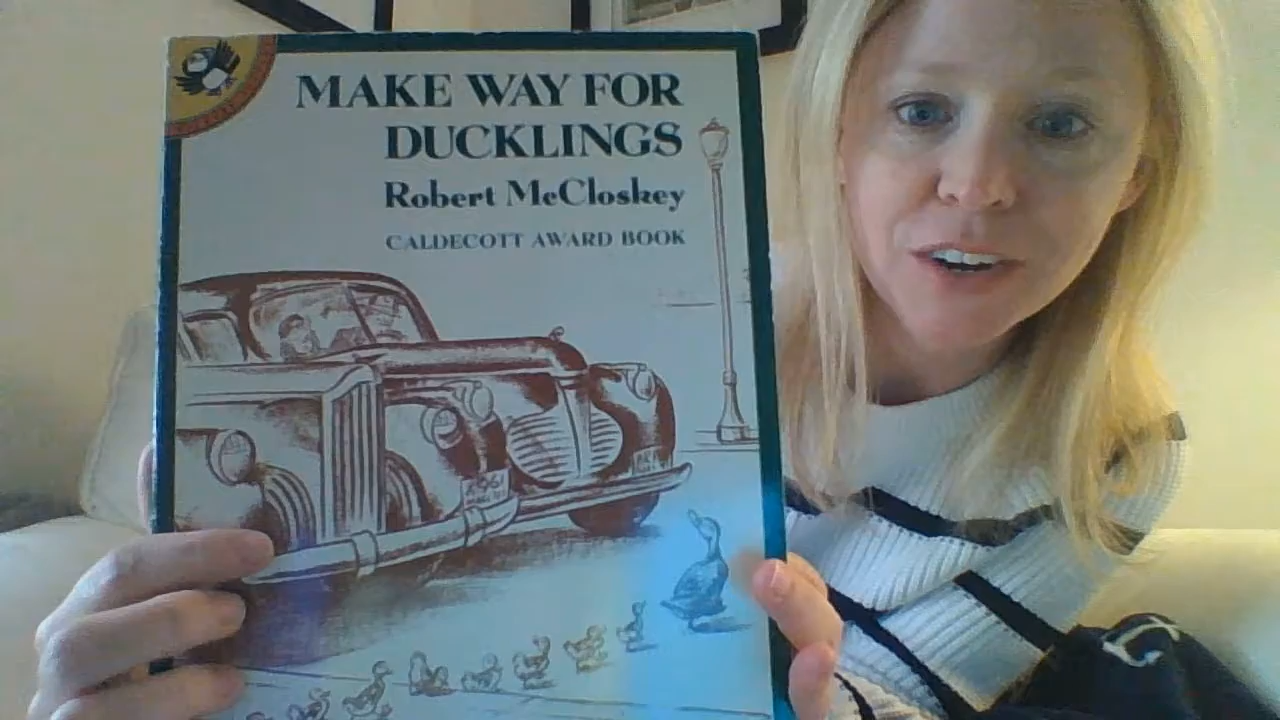 MAKE WAY FOR
DUCKLINGS
Robert McCloskey
CALDECOTT AWARD BOOK